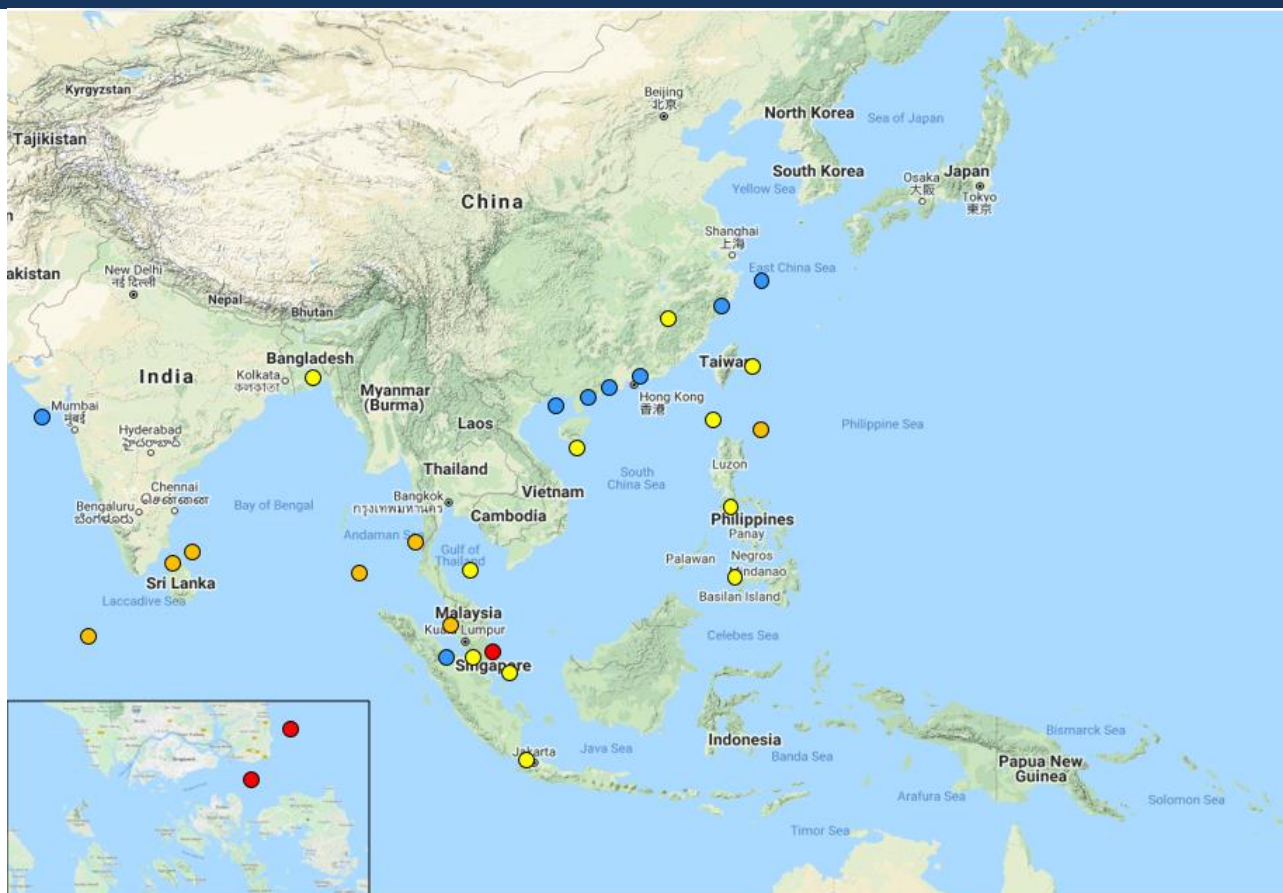 Kyrgyzstan
Beijing
北京
North Korea
Sea of Japan
Tajikistan
South Korea
Osaka
大阪
Japan
Tokyo
東京
China
Yellow Sea
Shanghai
上海
akistan
New Delhi
नई दिल्ली
East China Sea
Nepal
Bhutan
Bangladesh
Taiwan
Kolkata
India
Myanmar
(Burma)
Hong Kong
香港
Mumbai
मुंबई
Laos
Philippine Sea
Hyderabad
Luzon
Thailand
South
China Sea
Chennai
Bengaluru
Bay of Bengal
Bangkok
Vietnam
Cambodia
Philippines
Panay
Andaman Sea
Gulf of
Thailand
Palawan
Negros
Mindanao
Sri Lanka
Basilan Island
Laccadive Sea
Malaysia
Kuala Lumpur
Celebes Sea
Singapore
Indonesia
Bismarck Sea
Jakarta
Java Sea
Banda Sea
Papua New
Guinea
Arafura Sea
Solomon Sea
Timor Sea